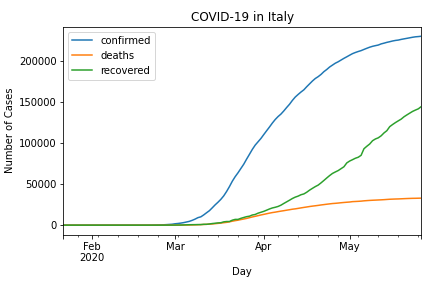 COVID-19 in Italy
confirmed
deaths
recovered
Number of Cases
200000
150000
100000
50000
0
Feb
2020
Mar
Apr
May
Day